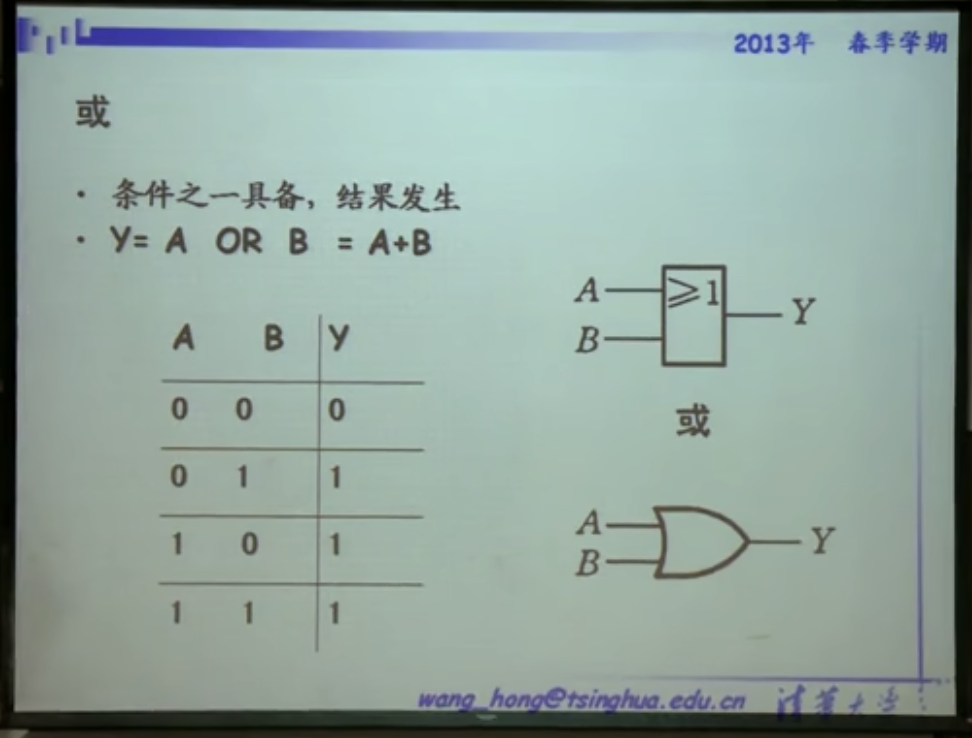 2013年 春季学期
或
· 条件之一具备，结果发生
· Y= A OR B = A+B
A B Y
0 0 0
0 1 1
1 0 1
1 1 1
A
B
≥1
Y
或
A
B
Y
wang_hong@tsinghua.edu.cn 清华大学